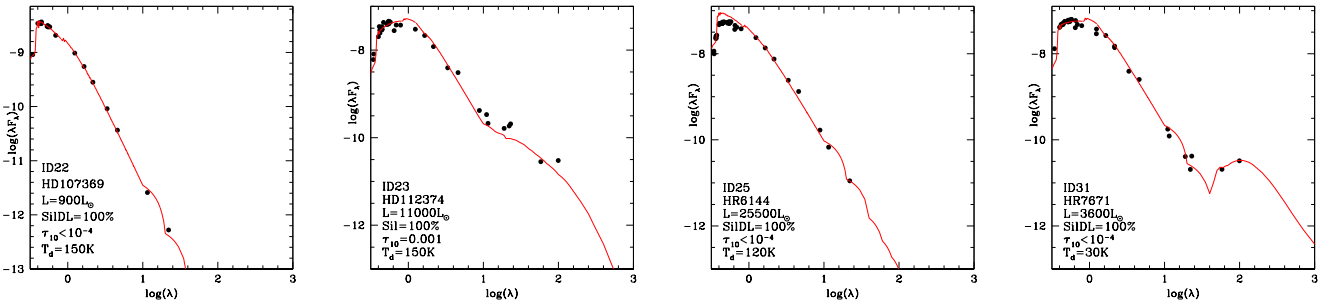 -9
-10
-11
-12
-13
log(λFλ)
ID22
HD107369
L=900L⊙
SilDL=100%
τ10<10-4
Td=150K
0
1
2
3
log(λ)
-8
-10
-12
log(λFλ)
ID23
HD112374
L=11000L⊙
Sil=100%
τ10=0.001
Td=150K
0
1
2
3
log(λ)
-8
-10
-12
log(λFλ)
ID25
HR6144
L=25500L⊙
SilDL=100%
τ10<10-4
Td=120K
0
1
2
3
log(λ)
-8
-10
-12
log(λFλ)
ID31
HR7671
L=3600L⊙
SilDL=100%
τ10<10-4
Td=30K
0
1
2
3
log(λ)